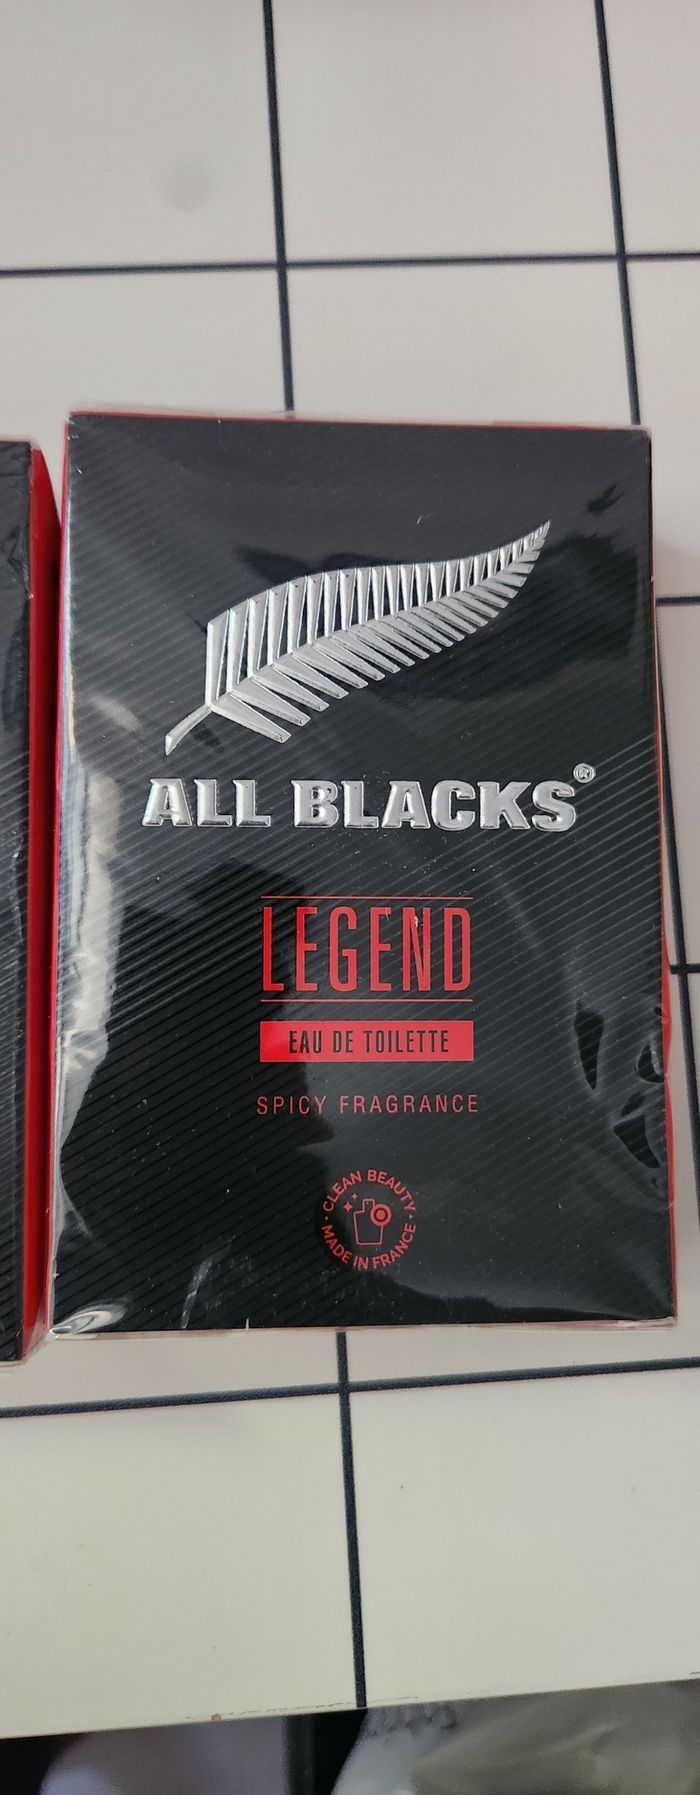 ALL BLACKS®
LEGEND
EAU DE TOILETTE
SPICY FRAGRANCE
CLEAN BEAUTY
MADE IN FRANCE